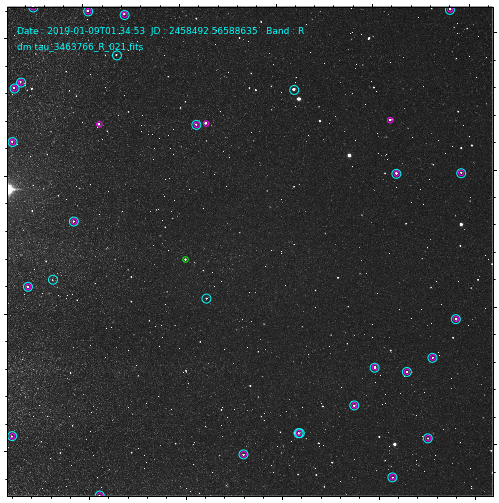 Date : 2019-01-09T01:34:53 JD : 2458492.56588635 Band : R
dm tau_3463766_R_021.fits